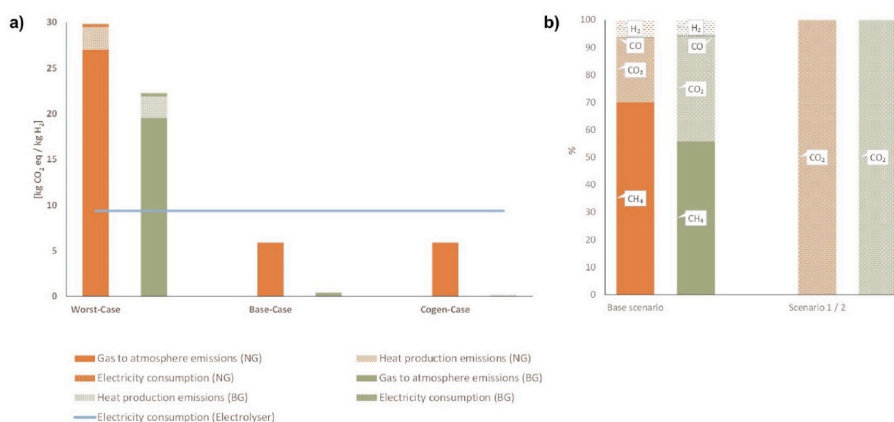 a)
[kg CO₂ eq / kg H₂]
30
25
20
15
10
5
0
Worst-Case
Base-Case
Cogen-Case
Gas to atmosphere emissions (NG)
Heat production emissions (NG)
Electricity consumption (NG)
Gas to atmosphere emissions (BG)
Heat production emissions (BG)
Electricity consumption (BG)
Electricity consumption (Electrolyser)
b)
%
100
90
80
70
60
50
40
30
20
10
0
H₂
CO
CO₂
CH₄
H₂
CO
CO₂
CH₄
CO₂
CO₂
Base scenario
Scenario 1 / 2